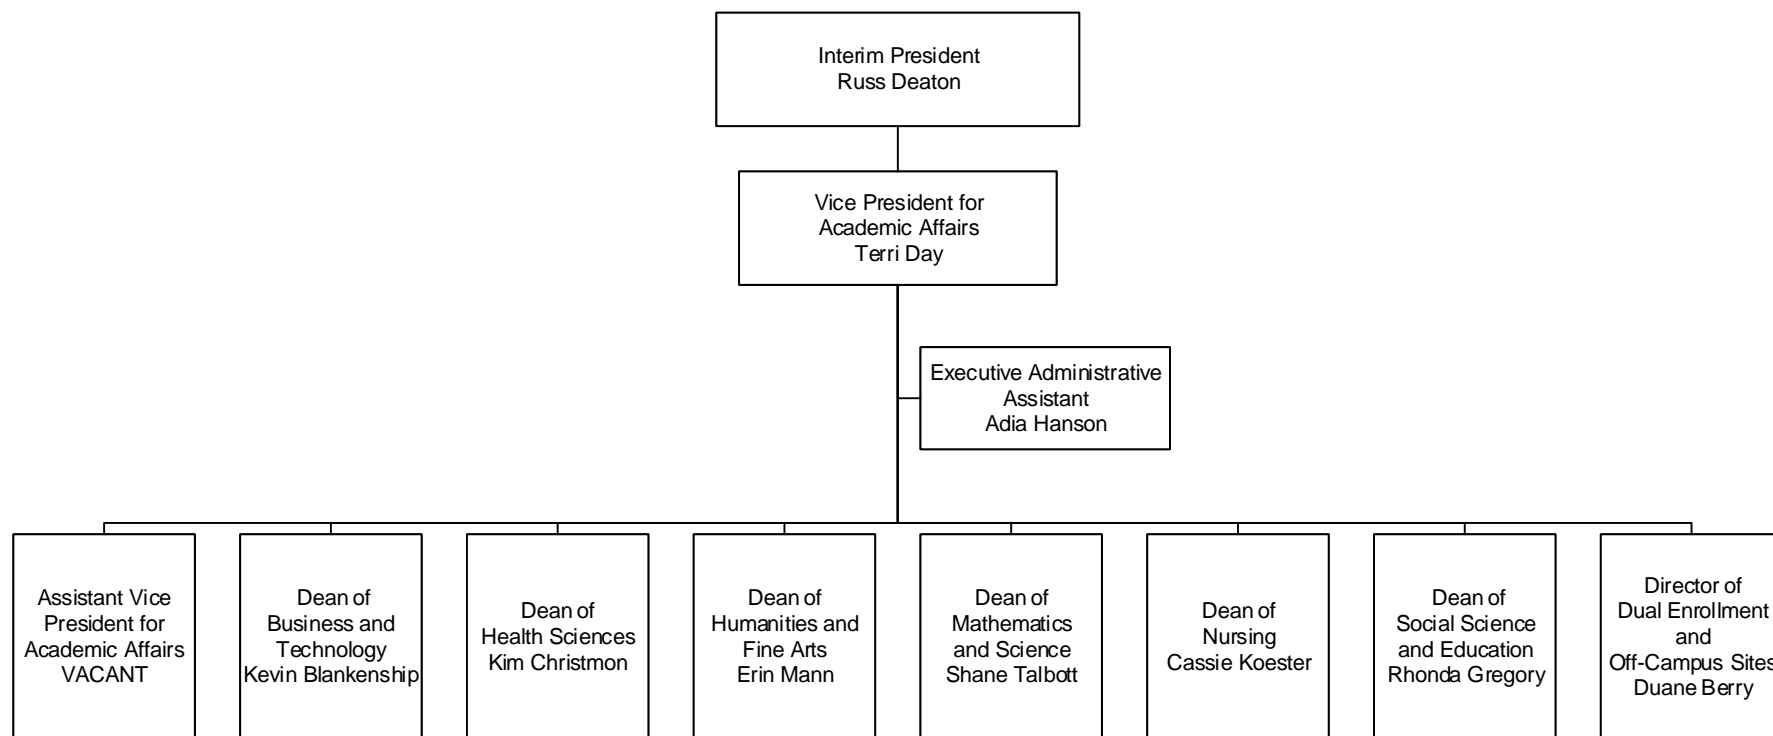 Interim President
Russ Deaton
Vice President for
Academic Affairs
Terri Day
Executive Administrative
Assistant
Adia Hanson
Assistant Vice
President for
Academic Affairs
VACANT
Dean of
Business and
Technology
Kevin Blankenship
Dean of
Health Sciences
Kim Christmon
Dean of
Humanities and
Fine Arts
Erin Mann
Dean of
Mathematics
and Science
Shane Talbott
Dean of
Nursing
Cassie Koester
Dean of
Social Science
and Education
Rhonda Gregory
Director of
Dual Enrollment
and
Off-Campus Sites
Duane Berry